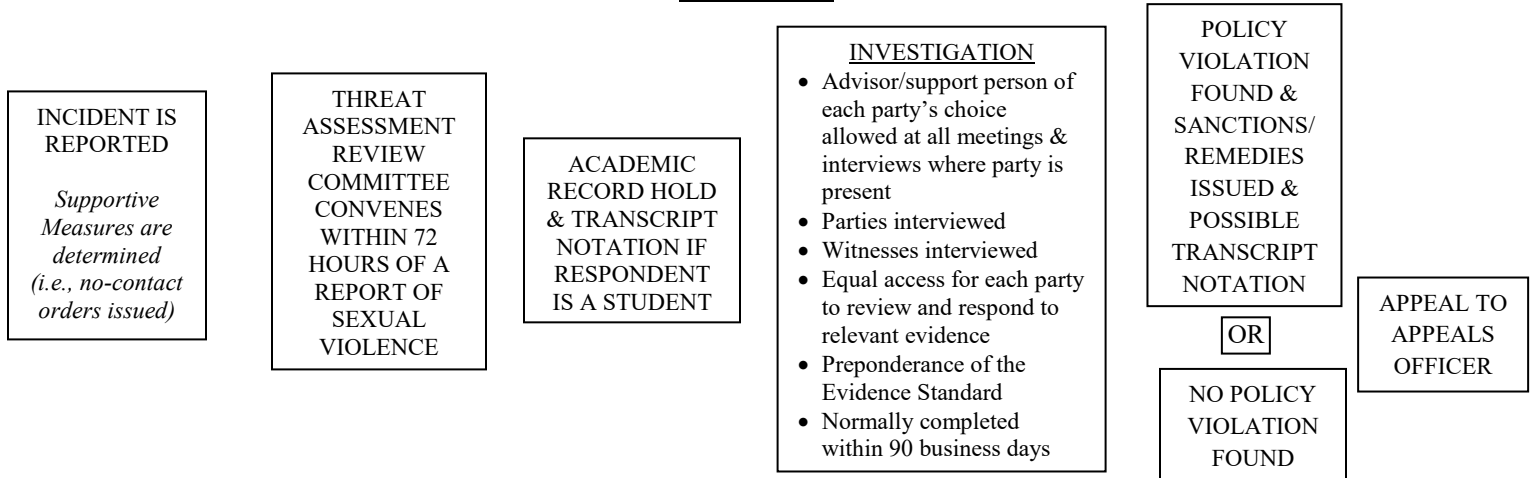 INCIDENT IS
REPORTED
Supportive
Measures are
determined
(i.e., no-contact
orders issued)
THREAT
ASSESSMENT
REVIEW
COMMITTEE
CONVENES
WITHIN 72
HOURS OF A
REPORT OF
SEXUAL
VIOLENCE
ACADEMIC
RECORD HOLD
& TRANSCRIPT
NOTATION IF
RESPONDENT
IS A STUDENT
INVESTIGATION
• Advisor/support person of
each party’s choice
allowed at all meetings &
interviews where party is
present
• Parties interviewed
• Witnesses interviewed
• Equal access for each party
to review and respond to
relevant evidence
• Preponderance of the
Evidence Standard
• Normally completed
within 90 business days
POLICY
VIOLATION
FOUND &
SANCTIONS/
REMEDIES
ISSUED &
POSSIBLE
TRANSCRIPT
NOTATION
OR
NO POLICY
VIOLATION
FOUND
APPEAL TO
APPEALS
OFFICER